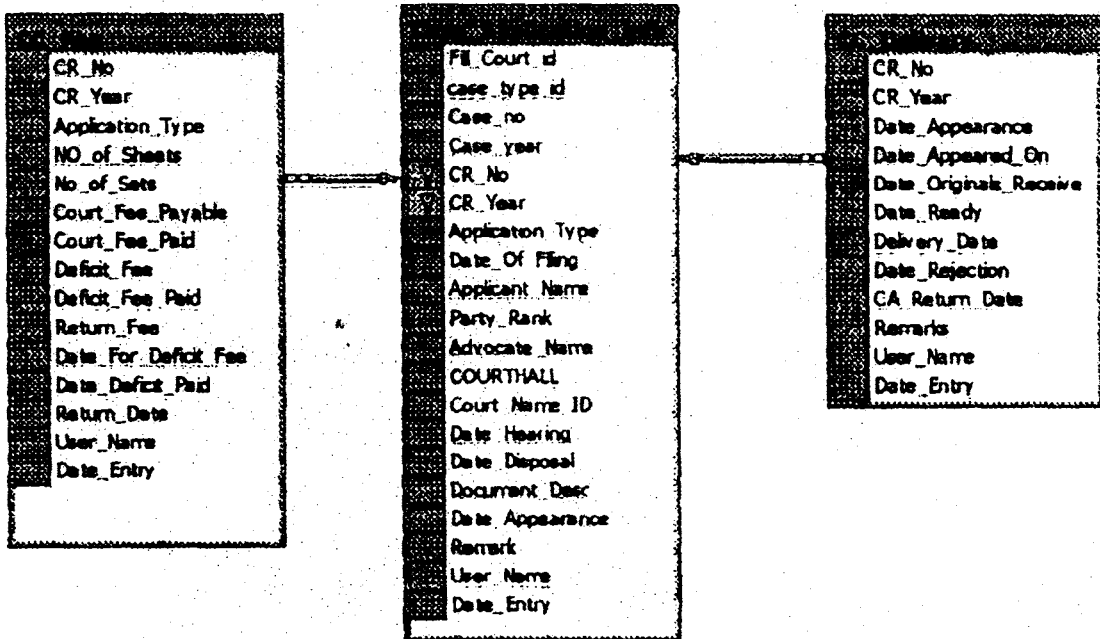 CR_No
CR_Year
Application_Type
NO_of_Sheets
No_of_Sets
Court_Fee_Payable
Court_Fee_Paid
Deficit_Fee
Deficit_Fee_Paid
Return_Fee
Date_For_Deficit_Fee
Date_Deficit_Paid
Return_Date
User_Name
Date_Entry
Fill_Court_id
case_type_id
Case_no
Case_year
CR_No
CR_Year
Application_Type
Date_Of_Filing
Applicant_Name
Party_Rank
Advocate_Name
COURTHALL
Court_Name_ID
Date_Hearing
Date_Disposal
Document_Desc
Date_Appearance
Remark
User_Name
Date_Entry
CR_No
CR_Year
Date_Appearance
Date_Appeared_On
Date_Originals_Receive
Date_Ready
Delivery_Date
Date_Rejection
CA_Return_Date
Remarks
User_Name
Date_Entry